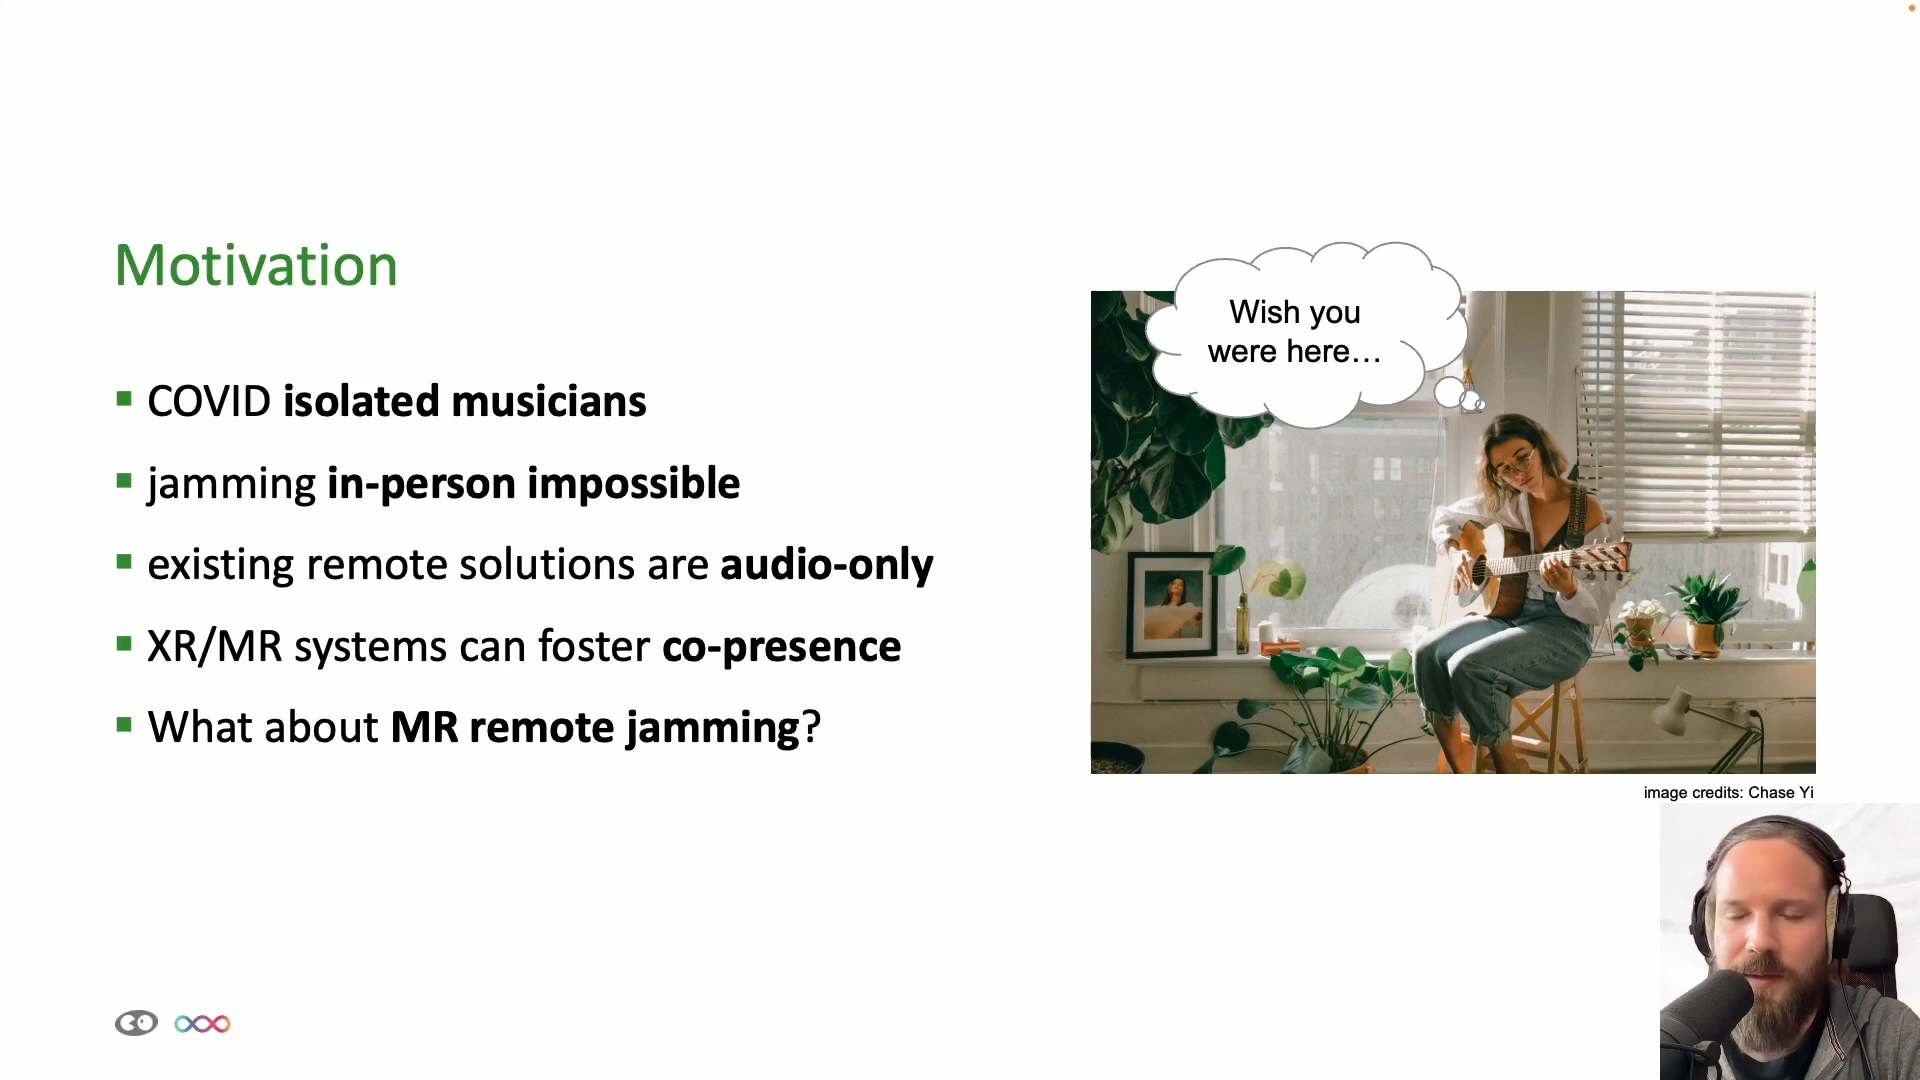 Motivation
COVID isolated musicians
jamming in-person impossible
existing remote solutions are audio-only
XR/MR systems can foster co-presence
What about MR remote jamming?
Wish you
were here…
image credits: Chase Yi